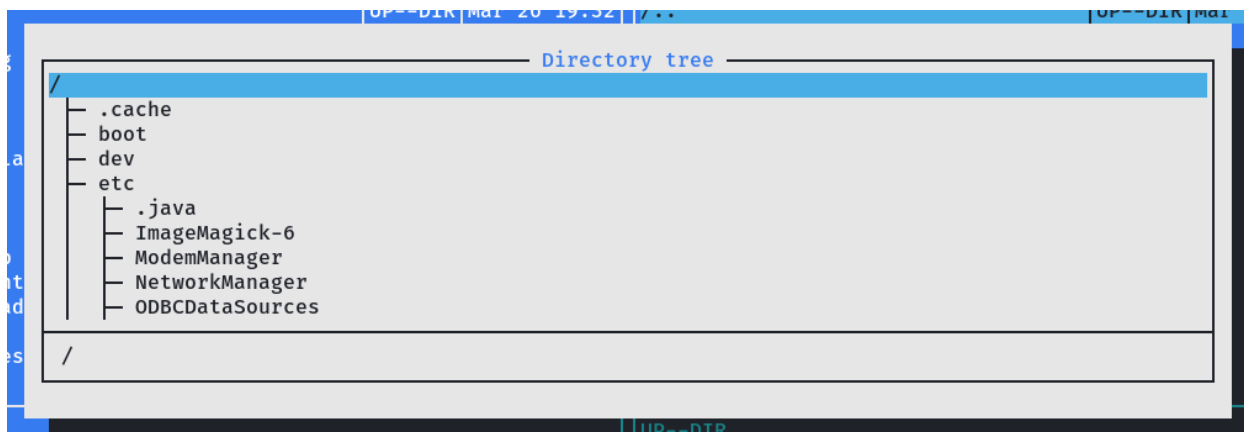 UP--DIR Mar 26 19:32 /.. UP--DIR Mar
Directory tree
/
.cache
boot
dev
etc
.java
ImageMagick-6
ModemManager
NetworkManager
ODBCDataSources
/
UP--DIR